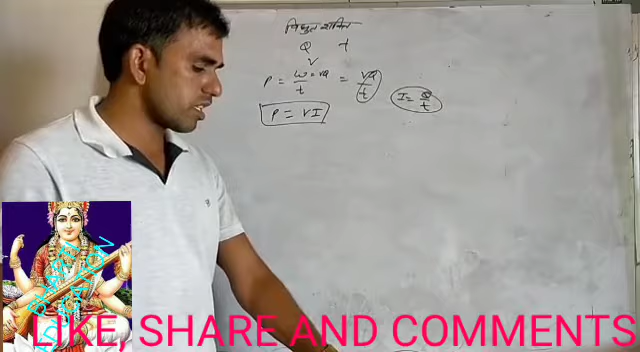 विद्युत शक्ति
Q t
V
P = W = VQ = VQ
t t
I = Q
t
P = VI
LIKE, SHARE AND COMMENTS